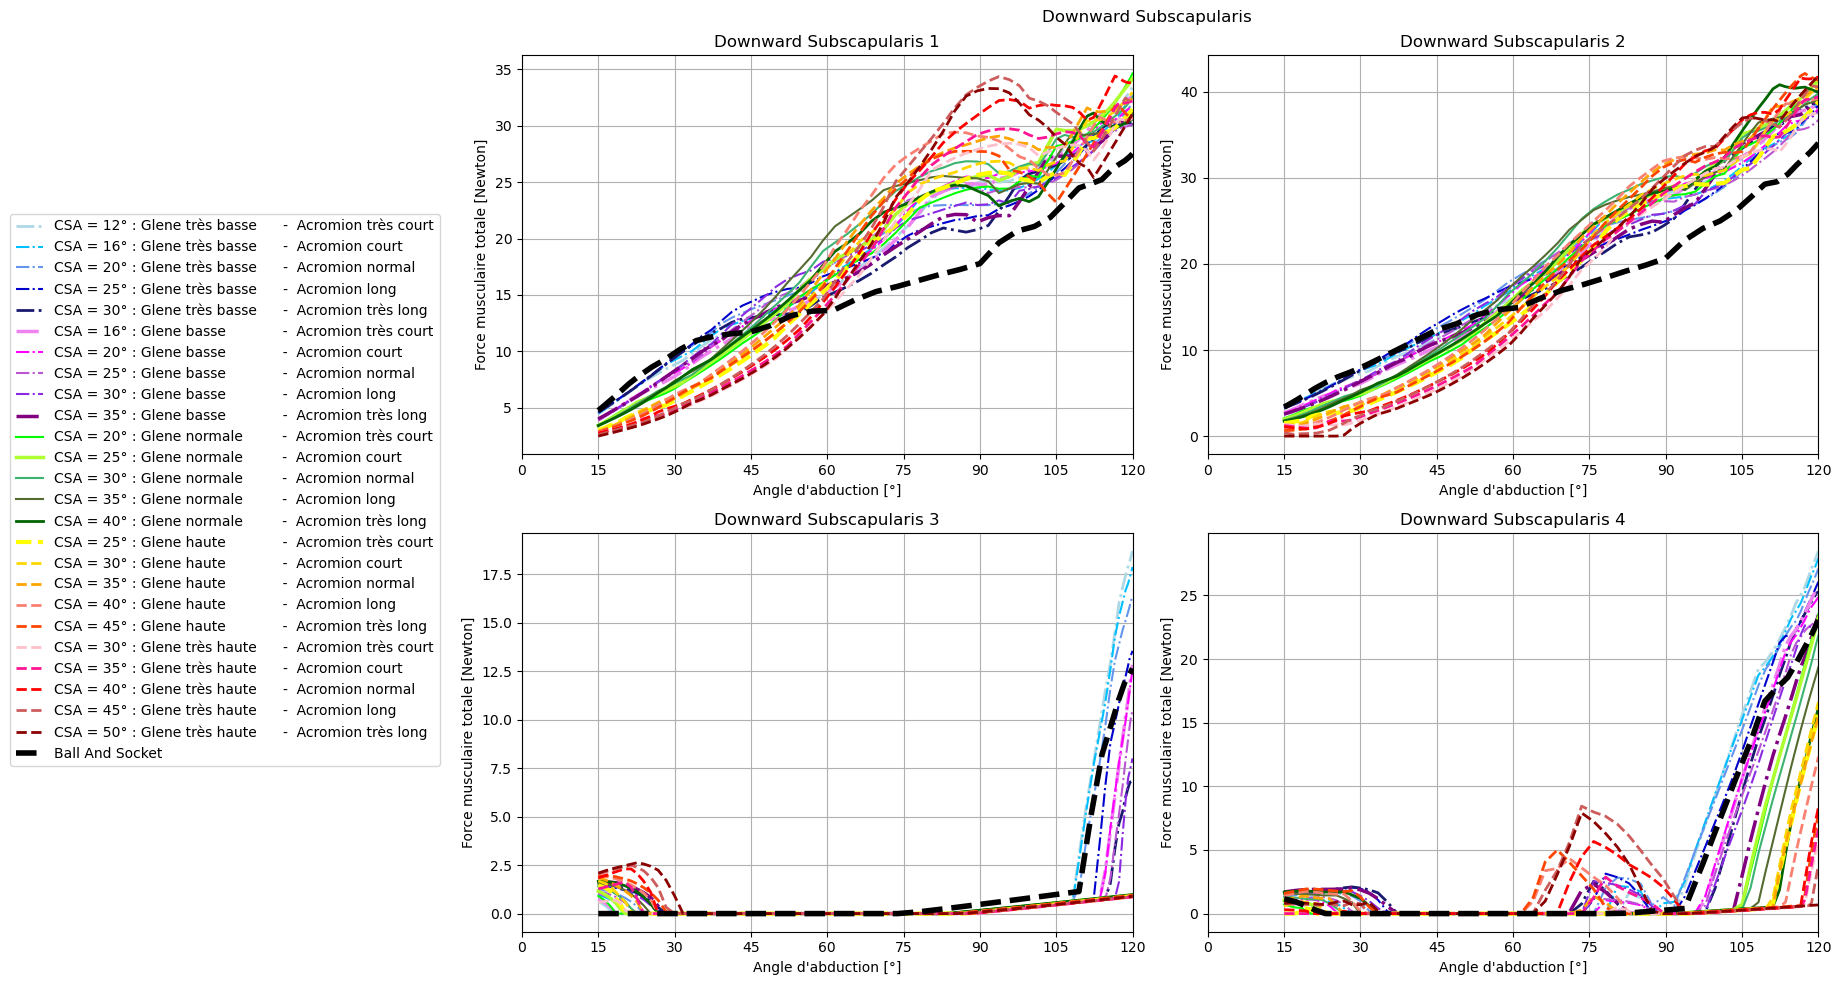 Downward Subscapularis
Downward Subscapularis 1
Force musculaire totale [Newton]
35
30
25
20
15
10
5
0 15 30 45 60 75 90 105 120
Angle d'abduction [°]
Downward Subscapularis 2
Force musculaire totale [Newton]
40
30
20
10
0
0 15 30 45 60 75 90 105 120
Angle d'abduction [°]
CSA = 12° : Glene très basse - Acromion très court
CSA = 16° : Glene très basse - Acromion court
CSA = 20° : Glene très basse - Acromion normal
CSA = 25° : Glene très basse - Acromion long
CSA = 30° : Glene très basse - Acromion très long
CSA = 16° : Glene basse - Acromion très court
CSA = 20° : Glene basse - Acromion court
CSA = 25° : Glene basse - Acromion normal
CSA = 30° : Glene basse - Acromion long
CSA = 35° : Glene basse - Acromion très long
CSA = 20° : Glene normale - Acromion très court
CSA = 25° : Glene normale - Acromion court
CSA = 30° : Glene normale - Acromion normal
CSA = 35° : Glene normale - Acromion long
CSA = 40° : Glene normale - Acromion très long
CSA = 25° : Glene haute - Acromion très court
CSA = 30° : Glene haute - Acromion court
CSA = 35° : Glene haute - Acromion normal
CSA = 40° : Glene haute - Acromion long
CSA = 45° : Glene haute - Acromion très long
CSA = 30° : Glene très haute - Acromion très court
CSA = 35° : Glene très haute - Acromion court
CSA = 40° : Glene très haute - Acromion normal
CSA = 45° : Glene très haute - Acromion long
CSA = 50° : Glene très haute - Acromion très long
Ball And Socket
Downward Subscapularis 3
Force musculaire totale [Newton]
17.5
15.0
12.5
10.0
7.5
5.0
2.5
0.0
0 15 30 45 60 75 90 105 120
Angle d'abduction [°]
Downward Subscapularis 4
Force musculaire totale [Newton]
25
20
15
10
5
0
0 15 30 45 60 75 90 105 120
Angle d'abduction [°]